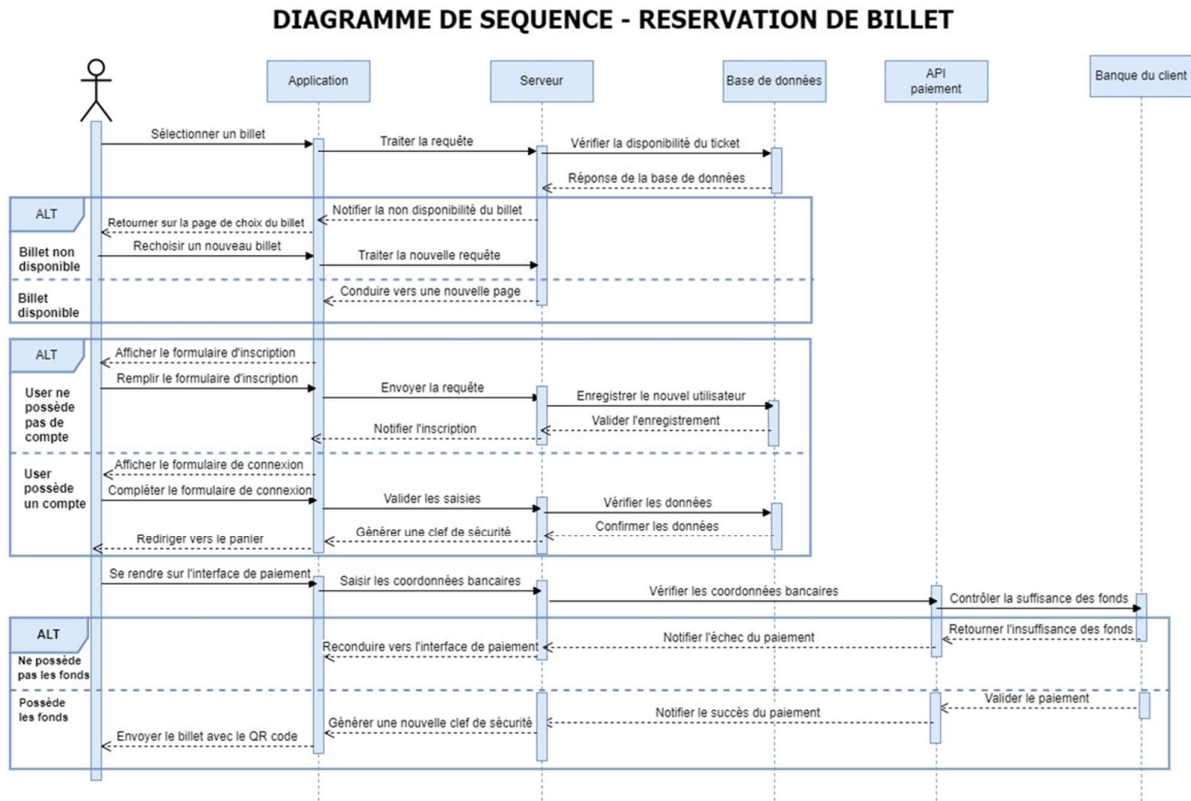 DIAGRAMME DE SEQUENCE - RESERVATION DE BILLET
Application
Serveur
Base de données
API
paiement
Banque du client
Sélectionner un billet
Traiter la requête
Vérifier la disponibilité du ticket
Réponse de la base de données
ALT
Notifier la non disponibilité du billet
Retourner sur la page de choix du billet
Billet non
disponible
Rechoisir un nouveau billet
Traiter la nouvelle requête
Billet
disponible
Conduire vers une nouvelle page
ALT
Afficher le formulaire d'inscription
Remplir le formulaire d'inscription
User ne
possède
pas de
compte
Envoyer la requête
Enregistrer le nouvel utilisateur
Valider l'enregistrement
Notifier l'inscription
Afficher le formulaire de connexion
User
possède
un compte
Compléter le formulaire de connexion
Valider les saisies
Vérifier les données
Confirmer les données
Générer une clef de sécurité
Rediriger vers le panier
Se rendre sur l'interface de paiement
Saisir les coordonnées bancaires
Vérifier les coordonnées bancaires
Contrôler la suffisance des fonds
ALT
Retourner l'insuffisance des fonds
Notifier l'échec du paiement
Reconduire vers l'interface de paiement
Ne possède
pas les fonds
Possède
les fonds
Valider le paiement
Notifier le succès du paiement
Générer une nouvelle clef de sécurité
Envoyer le billet avec le QR code